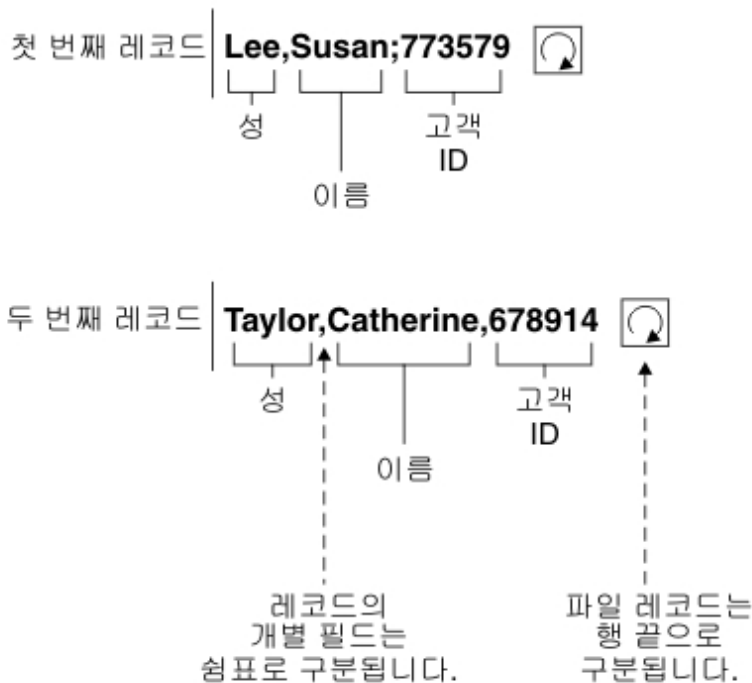 첫 번째 레코드
Lee,Susan;773579
성
고객
ID
이름
두 번째 레코드
Taylor,Catherine,678914
성
고객
ID
이름
레코드의
개별 필드는
쉼표로 구분됩니다.
파일 레코드는
행 끝으로
구분됩니다.